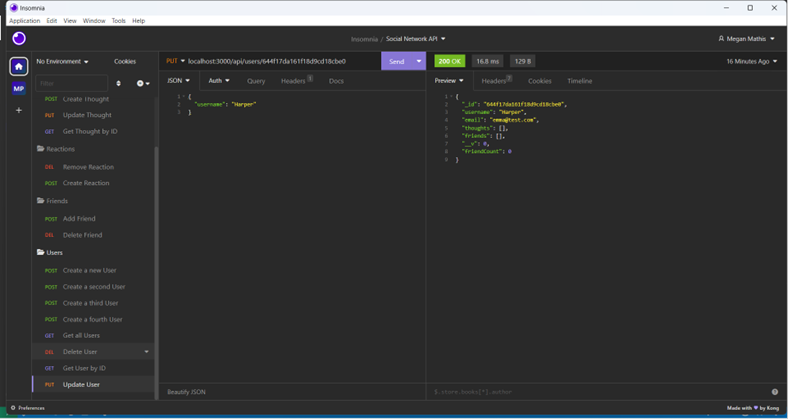 Insomnia
Application Edit View Window Tools Help
Insomnia / Social Network API
Megan Mathis
No Environment
Cookies
PUT localhost:3000/api/users/644f17da161f18d9cd18cbe0
Send
200 OK 16.8 ms 129 B
16 Minutes Ago
Filter
JSON Auth Query Headers 1 Docs
Preview Headers 7 Cookies Timeline
MP
POST Create Thought
PUT Update Thought
GET Get Thought by ID
Reactions
DEL Remove Reaction
POST Create Reaction
Friends
POST Add Friend
DEL Delete Friend
Users
POST Create a new User
POST Create a second User
POST Create a third User
POST Create a fourth User
GET Get all Users
DEL Delete User
GET Get User by ID
PUT Update User
1 {
2 "username": "Harper"
3 }
1 {
2 "_id": "644f17da161f18d9cd18cbe0",
3 "username": "Harper",
4 "email": "emma@test.com",
5 "thoughts": [],
6 "friends": [],
7 "__v": 0,
8 "friendCount": 0
9 }
Beautify JSON
$.store.books[*].author
Preferences
Made with by Kong